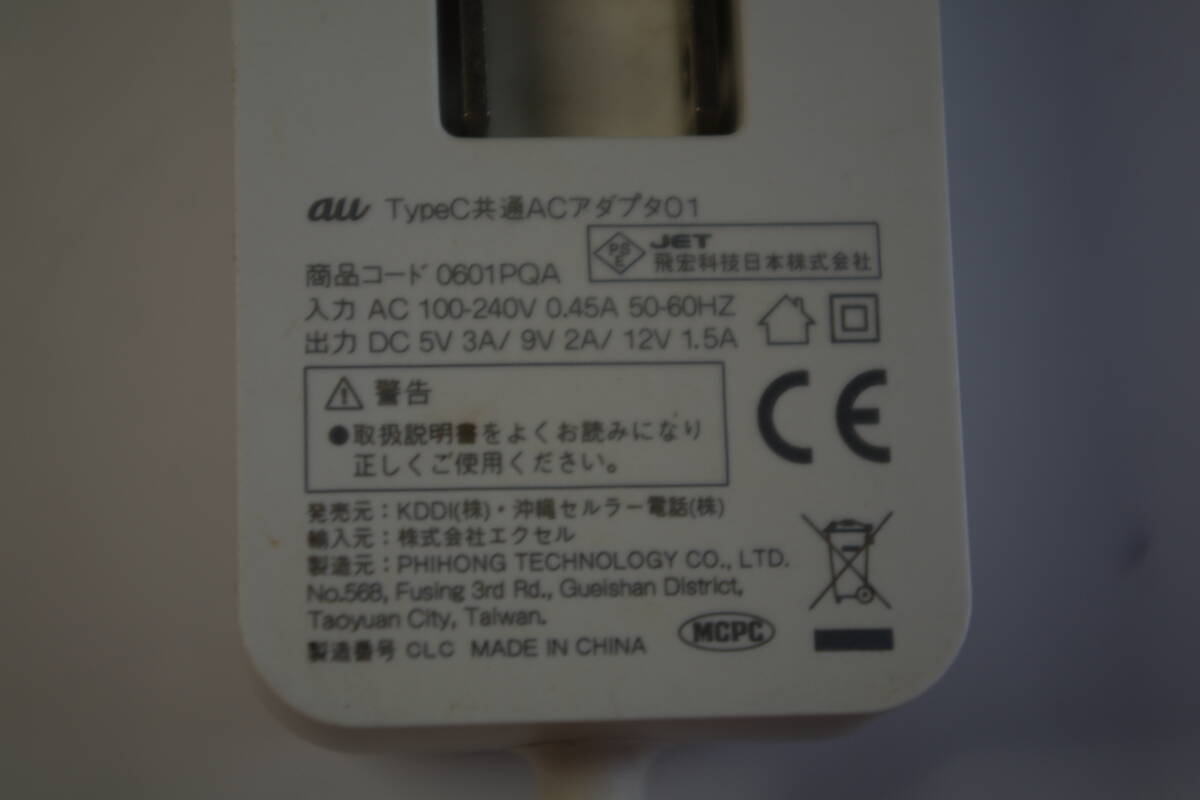 au TypeC共通ACアダプタ01
PSE JET
飛宏科技日本株式会社
商品コード 0601PQA
入力 AC 100-240V 0.45A 50-60HZ
出力 DC 5V 3A/ 9V 2A/ 12V 1.5A
警告
●取扱説明書をよくお読みになり
正しくご使用ください。
CE
発売元：KDDI(株)・沖縄セルラー電話(株)
輸入元：株式会社エクセル
製造元：PHIHONG TECHNOLOGY CO., LTD.
No.568, Fusing 3rd Rd., Gueishan District,
Taoyuan City, Taiwan.
製造番号 CLC MADE IN CHINA
MCPC